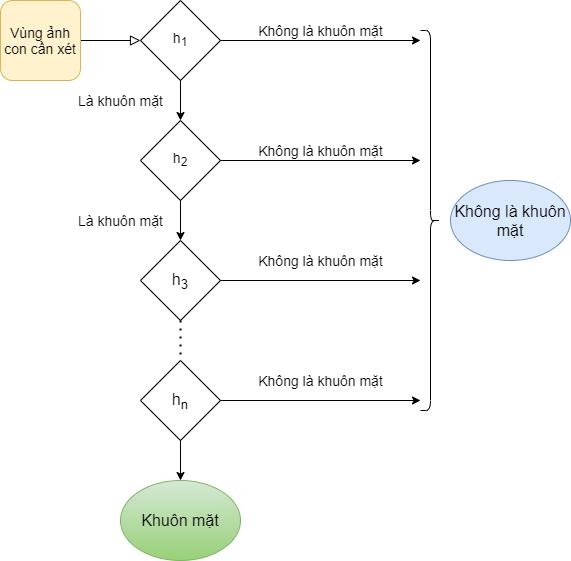 Vùng ảnh
con cần xét
h1
Không là khuôn mặt
Là khuôn mặt
h2
Không là khuôn mặt
Không là khuôn
mặt
Là khuôn mặt
h3
Không là khuôn mặt
hn
Không là khuôn mặt
Khuôn mặt